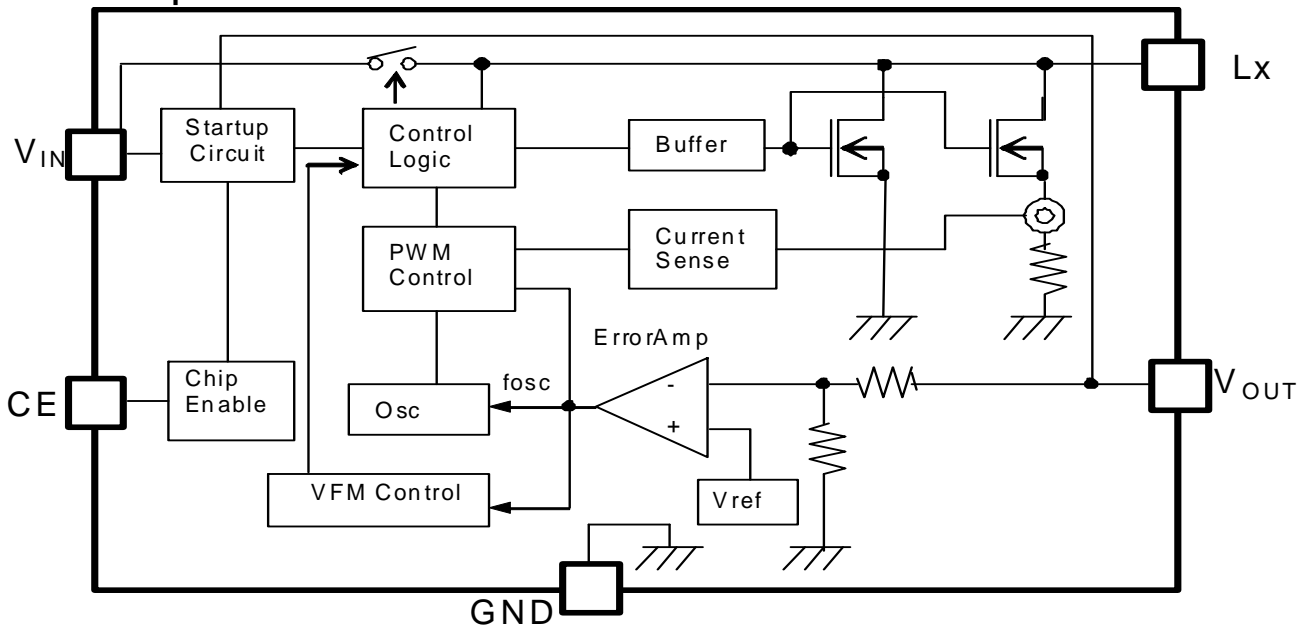 Lx
Startup
Circuit
Control
Logic
Buffer
VIN
PWM
Control
Current
Sense
ErrorAmp
Chip
Enable
fosc
-
VOUT
CE
Osc
+
VFM Control
Vref
GND